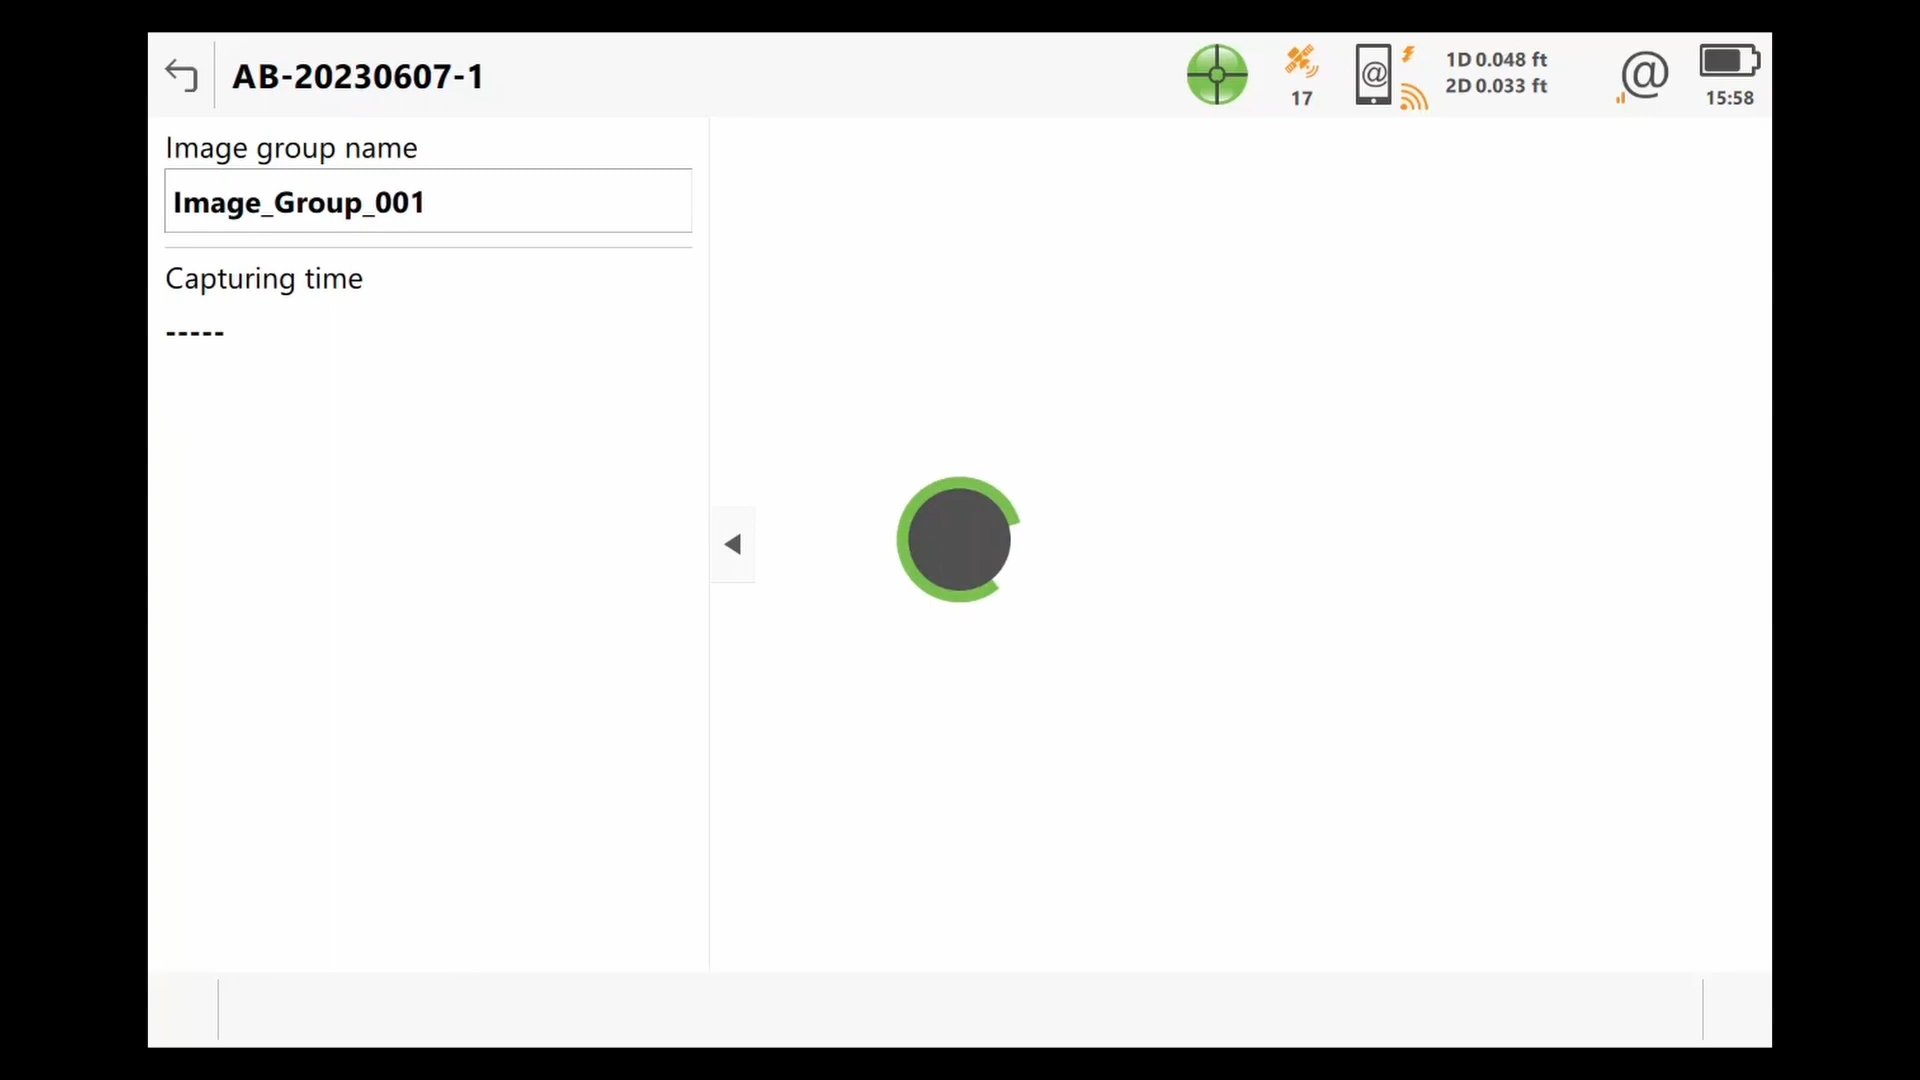 AB-20230607-1
17
@
1D 0.048 ft
2D 0.033 ft
@
15:58
Image group name
Image_Group_001
Capturing time
-----